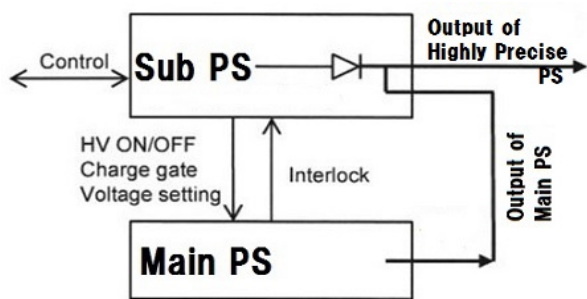 Control
Sub PS
Output of
Highly Precise
PS
HV ON/OFF
Charge gate
Voltage setting
Interlock
Output of
Main PS
Main PS